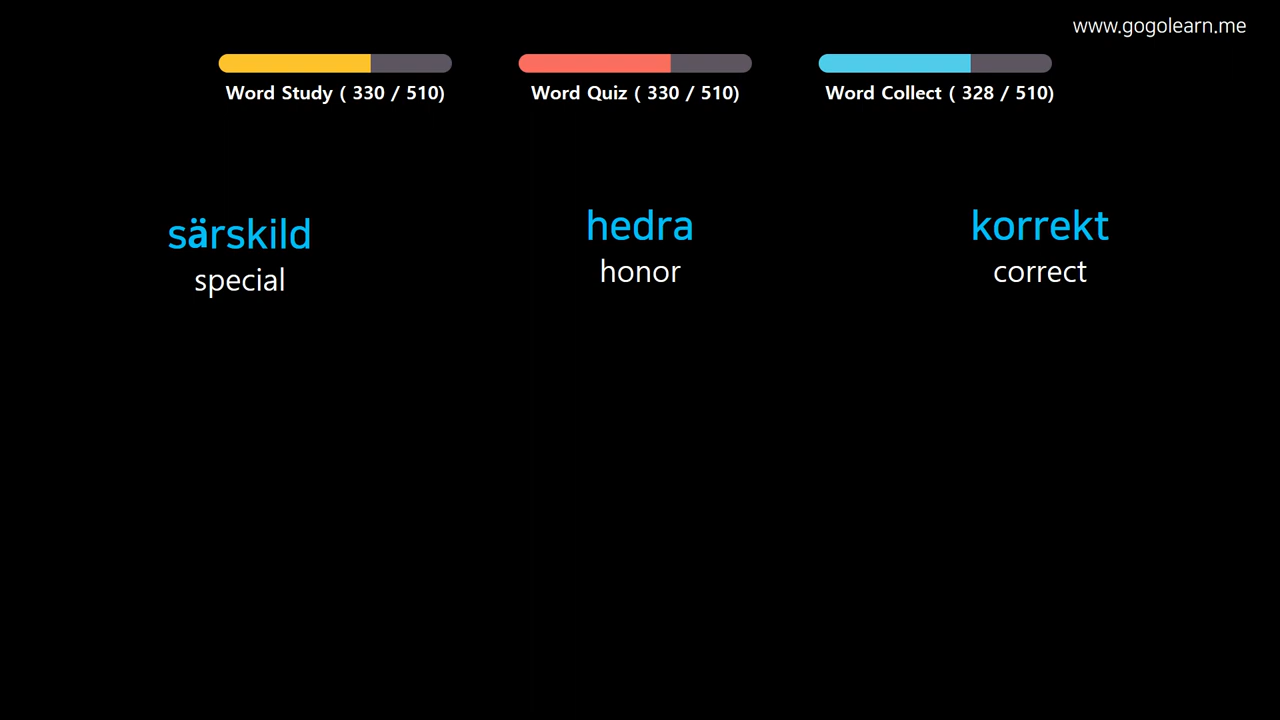 www.gogolearn.me
Word Study ( 330 / 510)
Word Quiz ( 330 / 510)
Word Collect ( 328 / 510)
särskild
special
hedra
honor
korrekt
correct